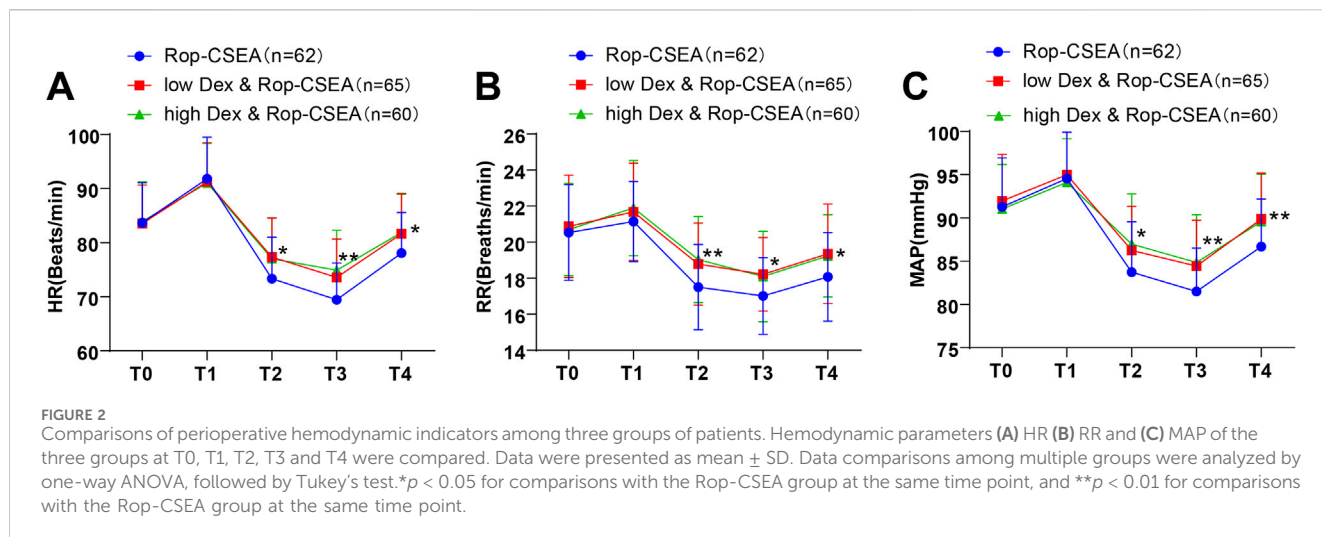 A
Rop-CSEA(n=62)
low Dex & Rop-CSEA(n=65)
high Dex & Rop-CSEA(n=60)
HR(Beats/min)
100
90
80
70
60
*
**
*
T0 T1 T2 T3 T4
B
Rop-CSEA(n=62)
low Dex & Rop-CSEA(n=65)
high Dex & Rop-CSEA(n=60)
RR(Breaths/min)
26
24
22
20
18
16
14
**
*
*
T0 T1 T2 T3 T4
C
Rop-CSEA(n=62)
low Dex & Rop-CSEA(n=65)
high Dex & Rop-CSEA(n=60)
MAP(mmHg)
100
95
90
85
80
75
*
**
**
T0 T1 T2 T3 T4
FIGURE 2
Comparisons of perioperative hemodynamic indicators among three groups of patients. Hemodynamic parameters (A) HR (B) RR and (C) MAP of the
three groups at T0, T1, T2, T3 and T4 were compared. Data were presented as mean ± SD. Data comparisons among multiple groups were analyzed by
one-way ANOVA, followed by Tukey's test.*p < 0.05 for comparisons with the Rop-CSEA group at the same time point, and **p < 0.01 for comparisons
with the Rop-CSEA group at the same time point.